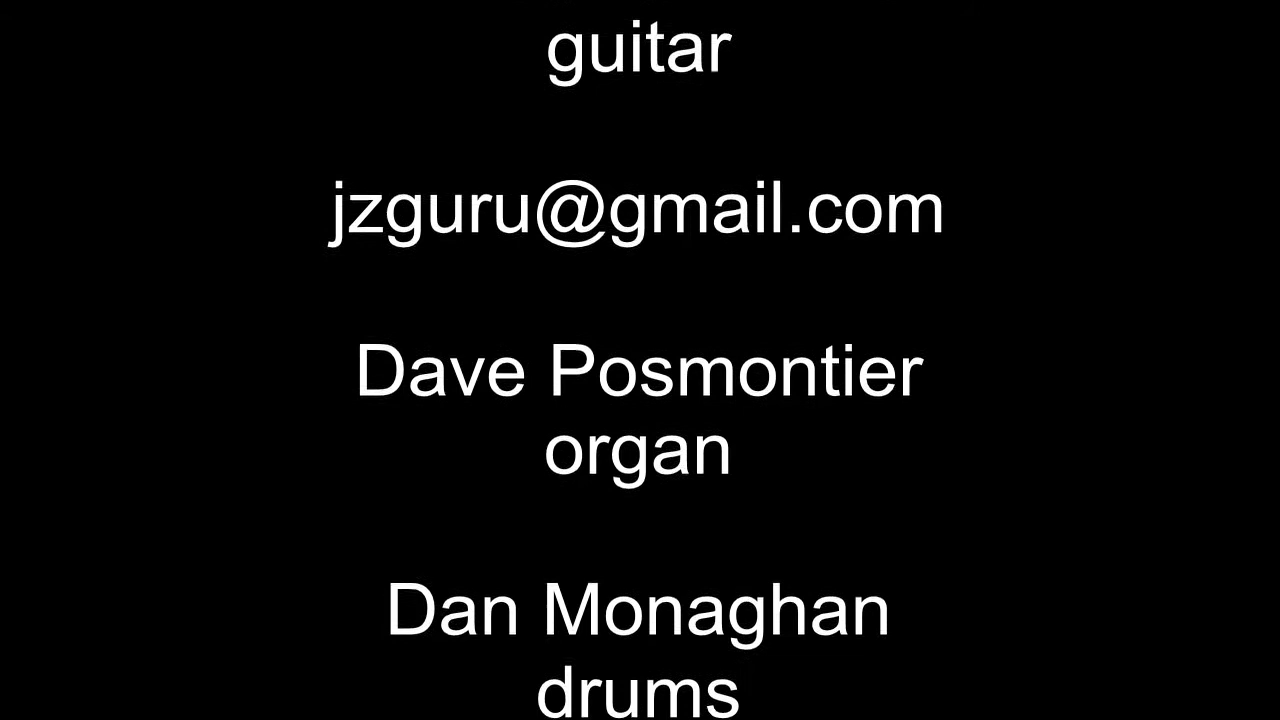 guitar
jzguru@gmail.com
Dave Posmontier
organ
Dan Monaghan
drums